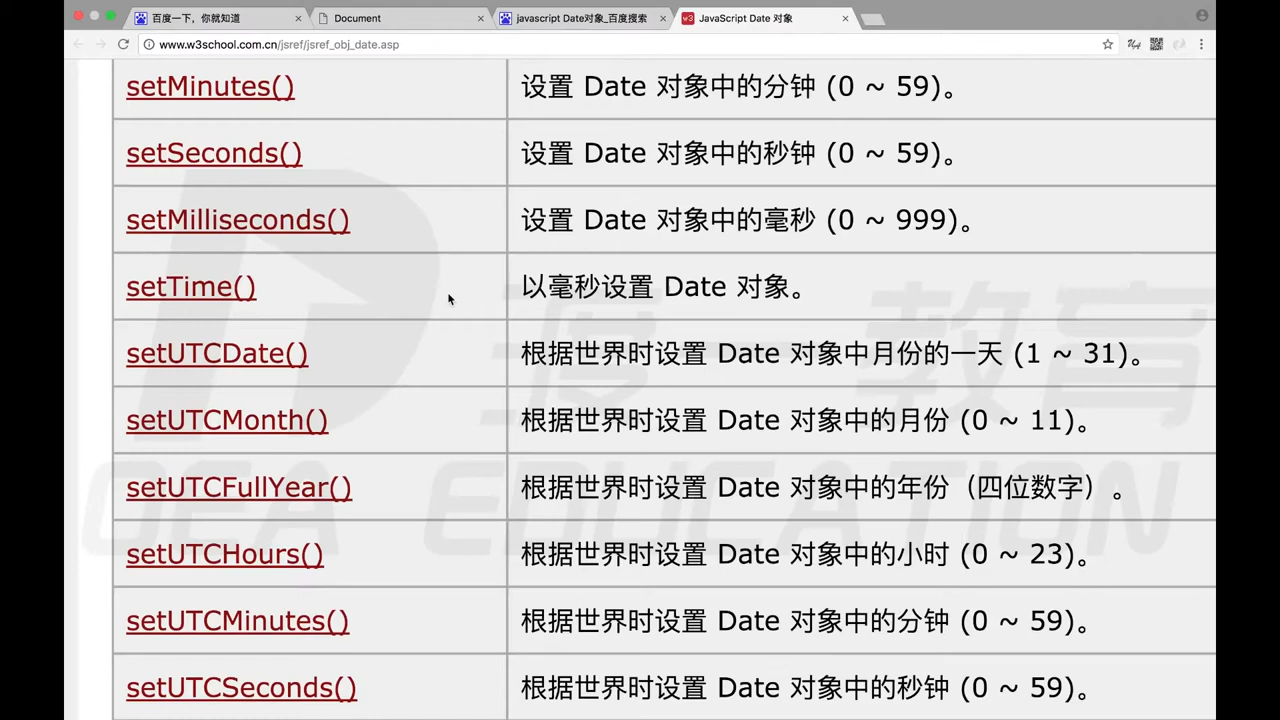 百度一下，你就知道
Document
javascript Date对象_百度搜索
JavaScript Date 对象
www.w3school.com.cn/jsref/jsref_obj_date.asp
setMinutes() 设置 Date 对象中的分钟 (0 ~ 59)。
setSeconds() 设置 Date 对象中的秒钟 (0 ~ 59)。
setMilliseconds() 设置 Date 对象中的毫秒 (0 ~ 999)。
setTime() 以毫秒设置 Date 对象。
setUTCDate() 根据世界时设置 Date 对象中月份的一天 (1 ~ 31)。
setUTCMonth() 根据世界时设置 Date 对象中的月份 (0 ~ 11)。
setUTCFullYear() 根据世界时设置 Date 对象中的年份（四位数字）。
setUTCHours() 根据世界时设置 Date 对象中的小时 (0 ~ 23)。
setUTCMinutes() 根据世界时设置 Date 对象中的分钟 (0 ~ 59)。
setUTCSeconds() 根据世界时设置 Date 对象中的秒钟 (0 ~ 59)。
渡一教育